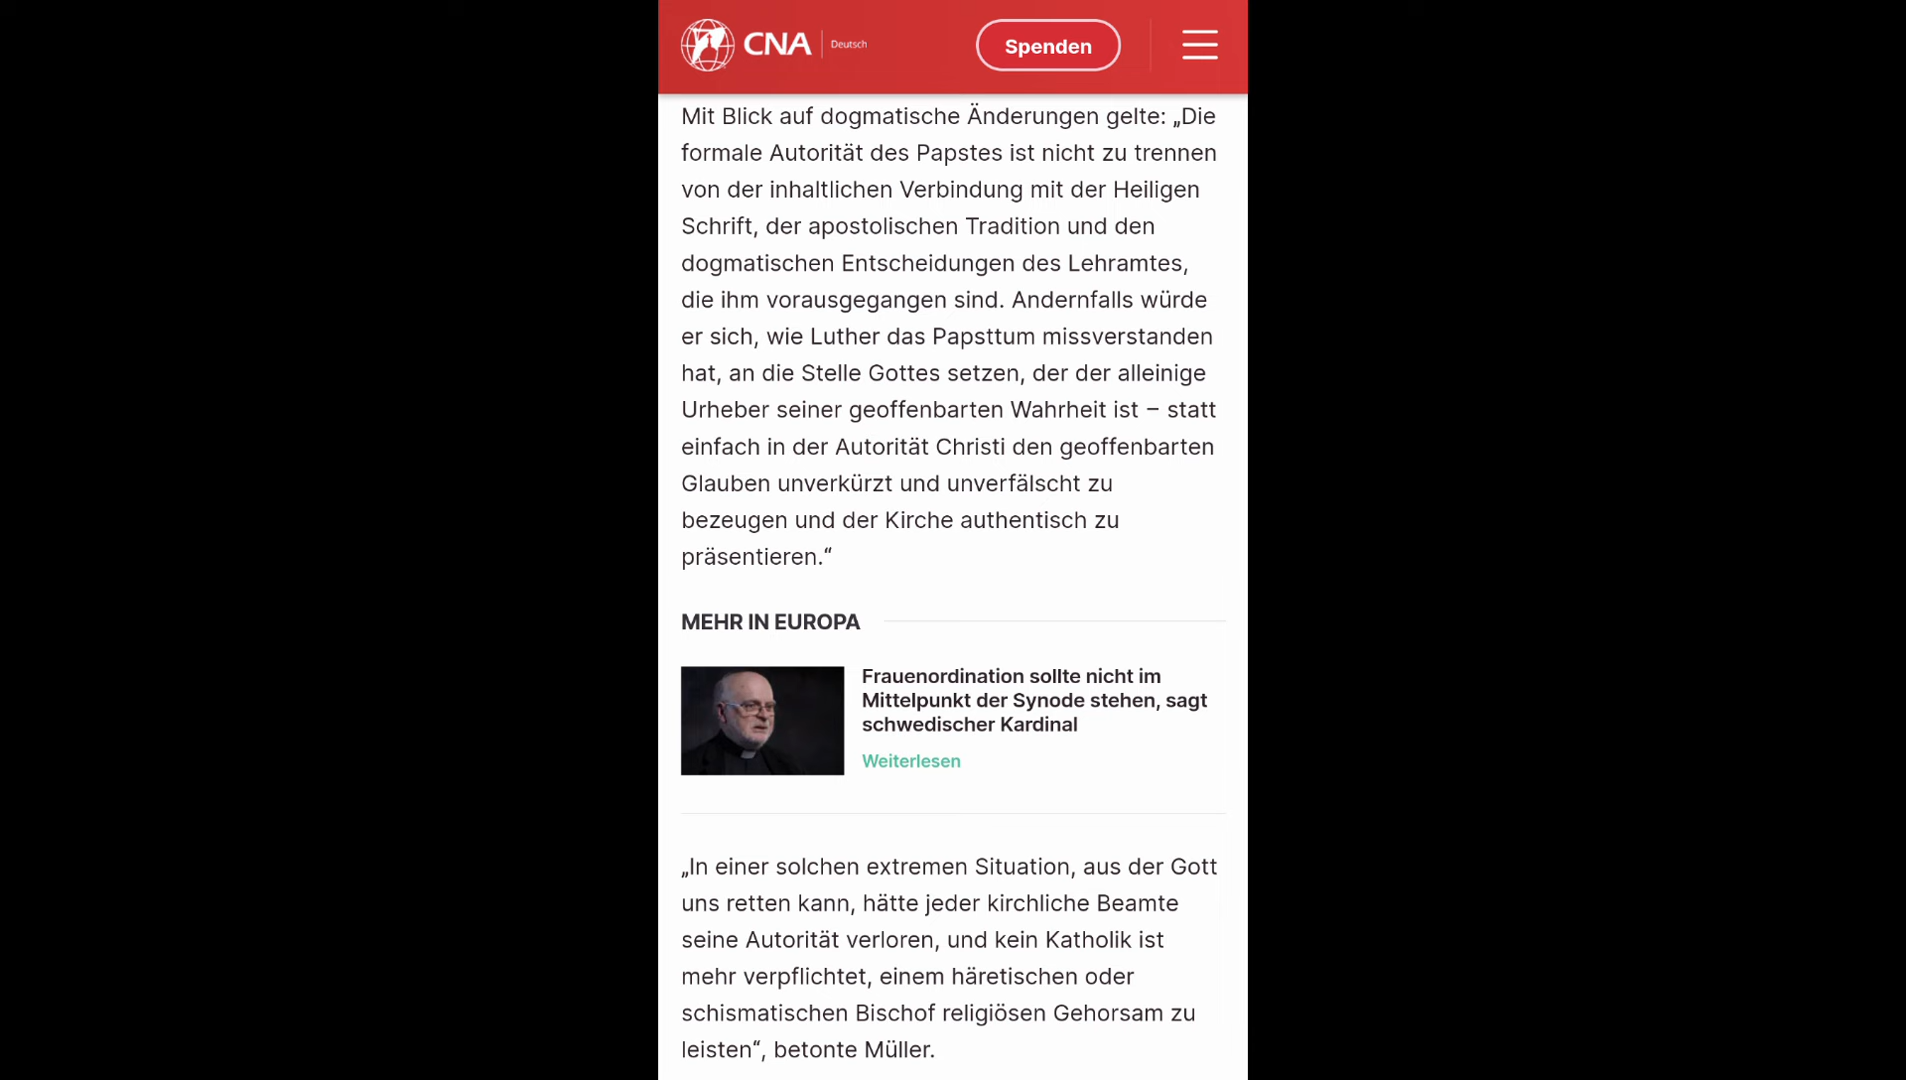 CNA Deutsch Spenden
Mit Blick auf dogmatische Änderungen gelte: „Die
formale Autorität des Papstes ist nicht zu trennen
von der inhaltlichen Verbindung mit der Heiligen
Schrift, der apostolischen Tradition und den
dogmatischen Entscheidungen des Lehramtes,
die ihm vorausgegangen sind. Andernfalls würde
er sich, wie Luther das Papsttum missverstanden
hat, an die Stelle Gottes setzen, der der alleinige
Urheber seiner geoffenbarten Wahrheit ist – statt
einfach in der Autorität Christi den geoffenbarten
Glauben unverkürzt und unverfälscht zu
bezeugen und der Kirche authentisch zu
präsentieren.“
MEHR IN EUROPA
Frauenordination sollte nicht im
Mittelpunkt der Synode stehen, sagt
schwedischer Kardinal
Weiterlesen
„In einer solchen extremen Situation, aus der Gott
uns retten kann, hätte jeder kirchliche Beamte
seine Autorität verloren, und kein Katholik ist
mehr verpflichtet, einem häretischen oder
schismatischen Bischof religiösen Gehorsam zu
leisten“, betonte Müller.